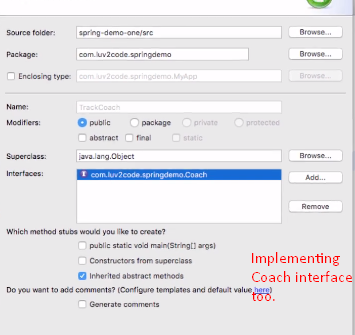 Source folder: spring-demo-one/src Browse...
Package: com.luv2code.springdemo Browse...
Enclosing type: com.luv2code.springdemo.MyApp Browse...
Name: TrackCoach
Modifiers: public package private protected
abstract final static
Superclass: java.lang.Object Browse...
Interfaces: com.luv2code.springdemo.Coach Add...
Remove
Which method stubs would you like to create?
public static void main(String[] args)
Constructors from superclass
Inherited abstract methods
Do you want to add comments? (Configure templates and default value here)
Generate comments
Implementing
Coach interface
too.